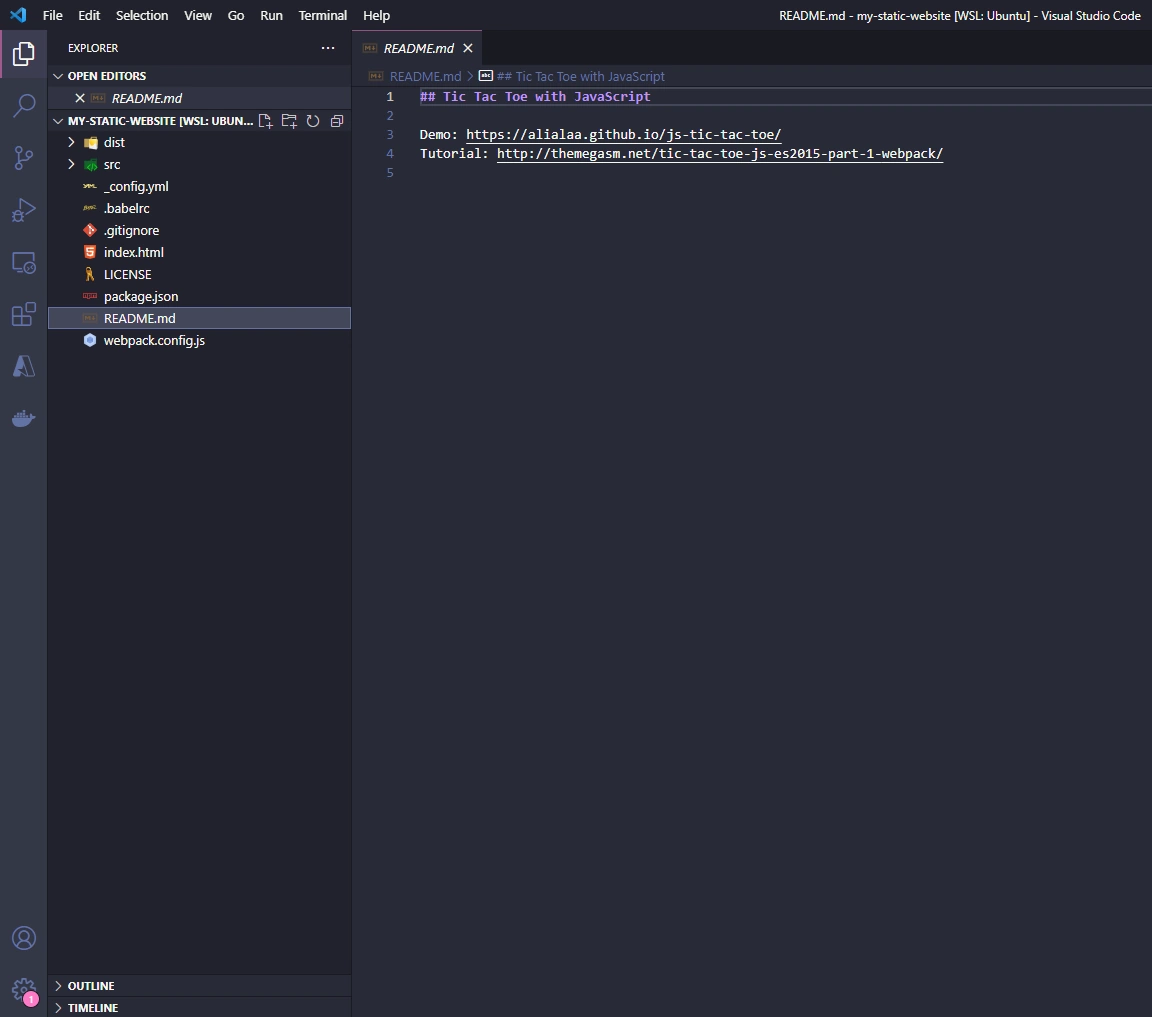 File Edit Selection View Go Run Terminal Help
README.md - my-static-website [WSL: Ubuntu] - Visual Studio Code
EXPLORER
OPEN EDITORS
README.md
MY-STATIC-WEBSITE [WSL: UBUN...
dist
src
_config.yml
.babelrc
.gitignore
index.html
LICENSE
package.json
README.md
webpack.config.js
OUTLINE
TIMELINE
1
README.md
README.md > ## Tic Tac Toe with JavaScript
1 ## Tic Tac Toe with JavaScript
2
3 Demo: https://alialaa.github.io/js-tic-tac-toe/
4 Tutorial: http://themegasm.net/tic-tac-toe-js-es2015-part-1-webpack/
5